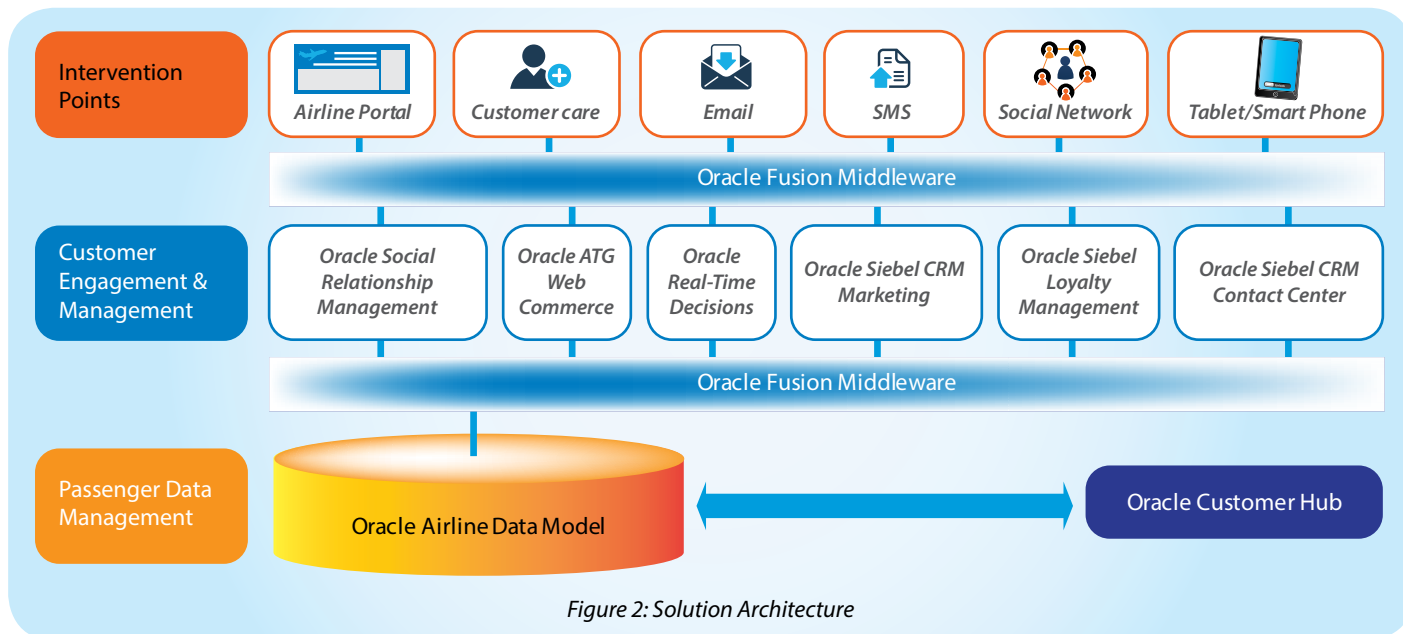 Intervention
Points
Airline Portal
Customer care
Email
SMS
Social Network
Tablet/Smart Phone
Oracle Fusion Middleware
Customer
Engagement &
Management
Oracle Social
Relationship
Management
Oracle ATG
Web
Commerce
Oracle
Real-Time
Decisions
Oracle Siebel CRM
Marketing
Oracle Siebel
Loyalty
Management
Oracle Siebel CRM
Contact Center
Oracle Fusion Middleware
Passenger Data
Management
Oracle Airline Data Model
Oracle Customer Hub
Figure 2: Solution Architecture